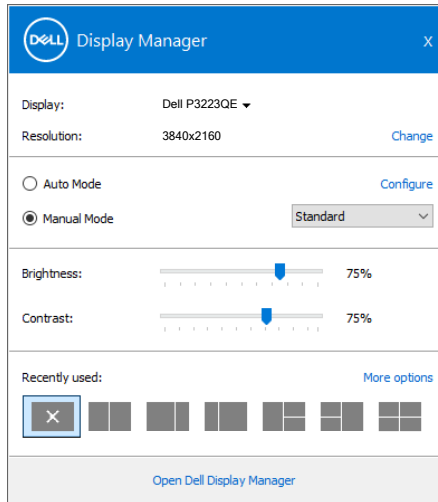 DELL Display Manager X
Display: Dell P3223QE
Resolution: 3840x2160 Change
Auto Mode Configure
Manual Mode Standard
Brightness: 75%
Contrast: 75%
Recently used: More options
Open Dell Display Manager